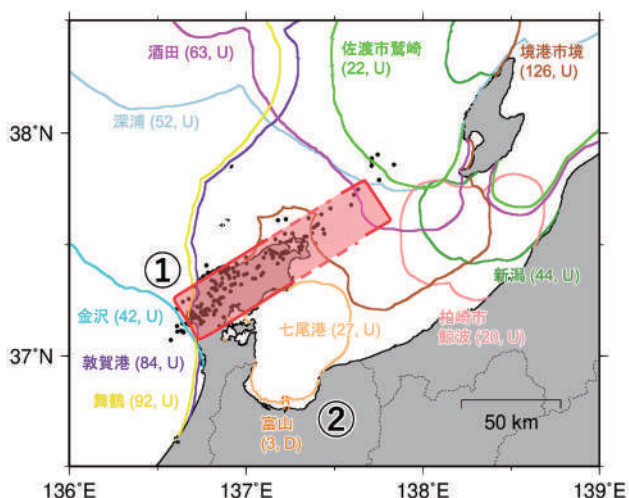 酒田
(63, U)
佐渡市鷲崎
(22, U)
境港市境
(126, U)
38°N
深浦 (52, U)
①
新潟 (44, U)
金沢
(42, U)
七尾港 (27, U)
柏崎市
鯨波 (20, U)
37°N
敦賀港 (84, U)
舞鶴 (92, U)
②
富山
(3, D)
50 km
136°E
137°E
138°E
139°E